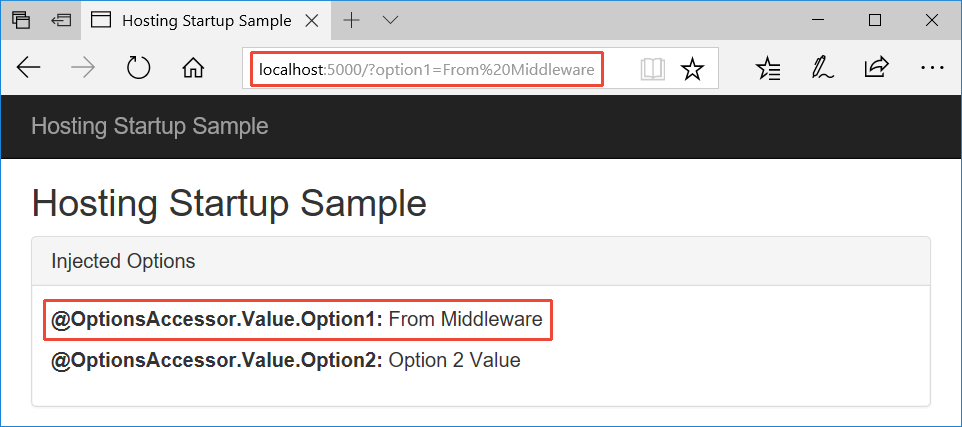 Hosting Startup Sample
localhost:5000/?option1=From%20Middleware
Hosting Startup Sample
Hosting Startup Sample
Injected Options
@OptionsAccessor.Value.Option1: From Middleware
@OptionsAccessor.Value.Option2: Option 2 Value